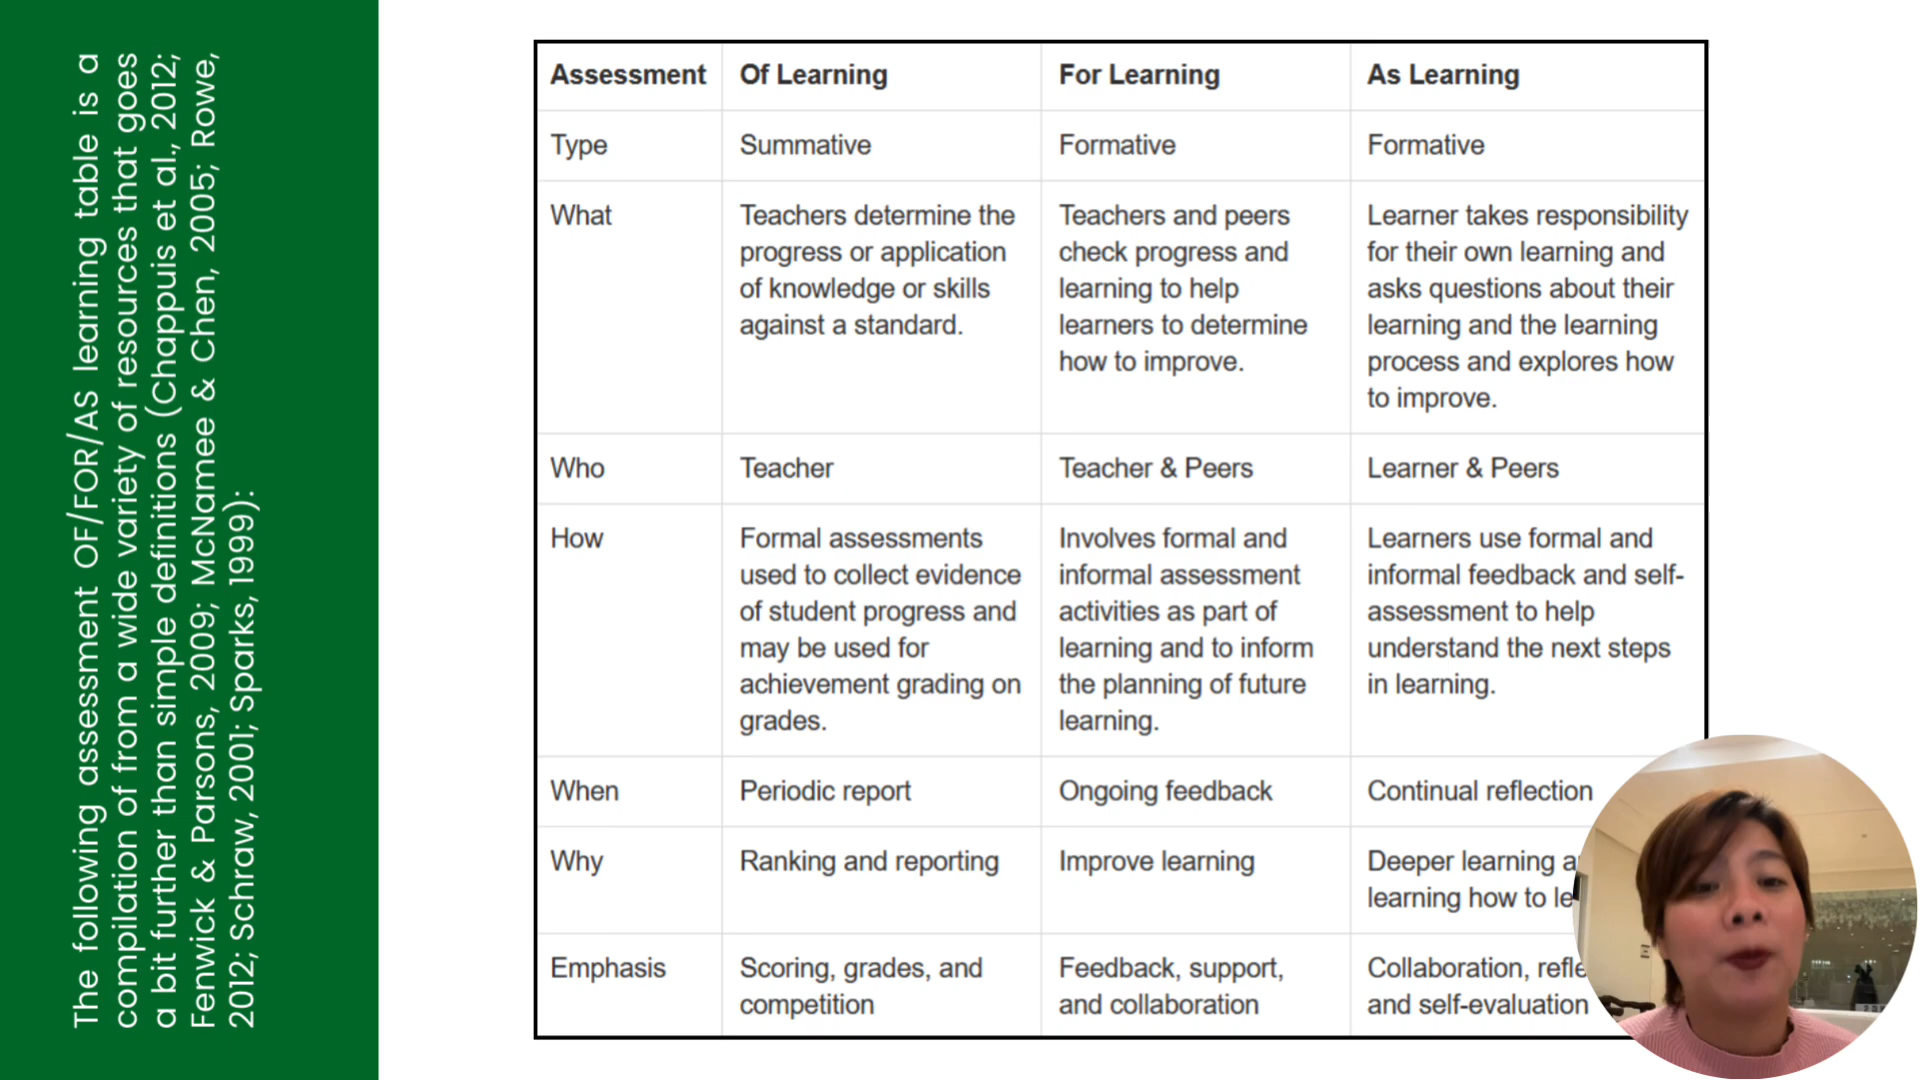 The following assessment OF/FOR/AS learning table is a
compilation of from a wide variety of resources that goes
a bit further than simple definitions (Chappuis et al., 2012;
Fenwick & Parsons, 2009; McNamee & Chen, 2005; Rowe,
2012; Schraw, 2001; Sparks, 1999):
Assessment
Of Learning
For Learning
As Learning
Type
Summative
Formative
Formative
What
Teachers determine the
progress or application
of knowledge or skills
against a standard.
Teachers and peers
check progress and
learning to help
learners to determine
how to improve.
Learner takes responsibility
for their own learning and
asks questions about their
learning and the learning
process and explores how
to improve.
Who
Teacher
Teacher & Peers
Learner & Peers
How
Formal assessments
used to collect evidence
of student progress and
may be used for
achievement grading on
grades.
Involves formal and
informal assessment
activities as part of
learning and to inform
the planning of future
learning.
Learners use formal and
informal feedback and self-
assessment to help
understand the next steps
in learning.
When
Periodic report
Ongoing feedback
Continual reflection
Why
Ranking and reporting
Improve learning
Deeper learning
learning how to
Emphasis
Scoring, grades, and
competition
Feedback, support,
and collaboration
Collaboration,
and self-evaluation